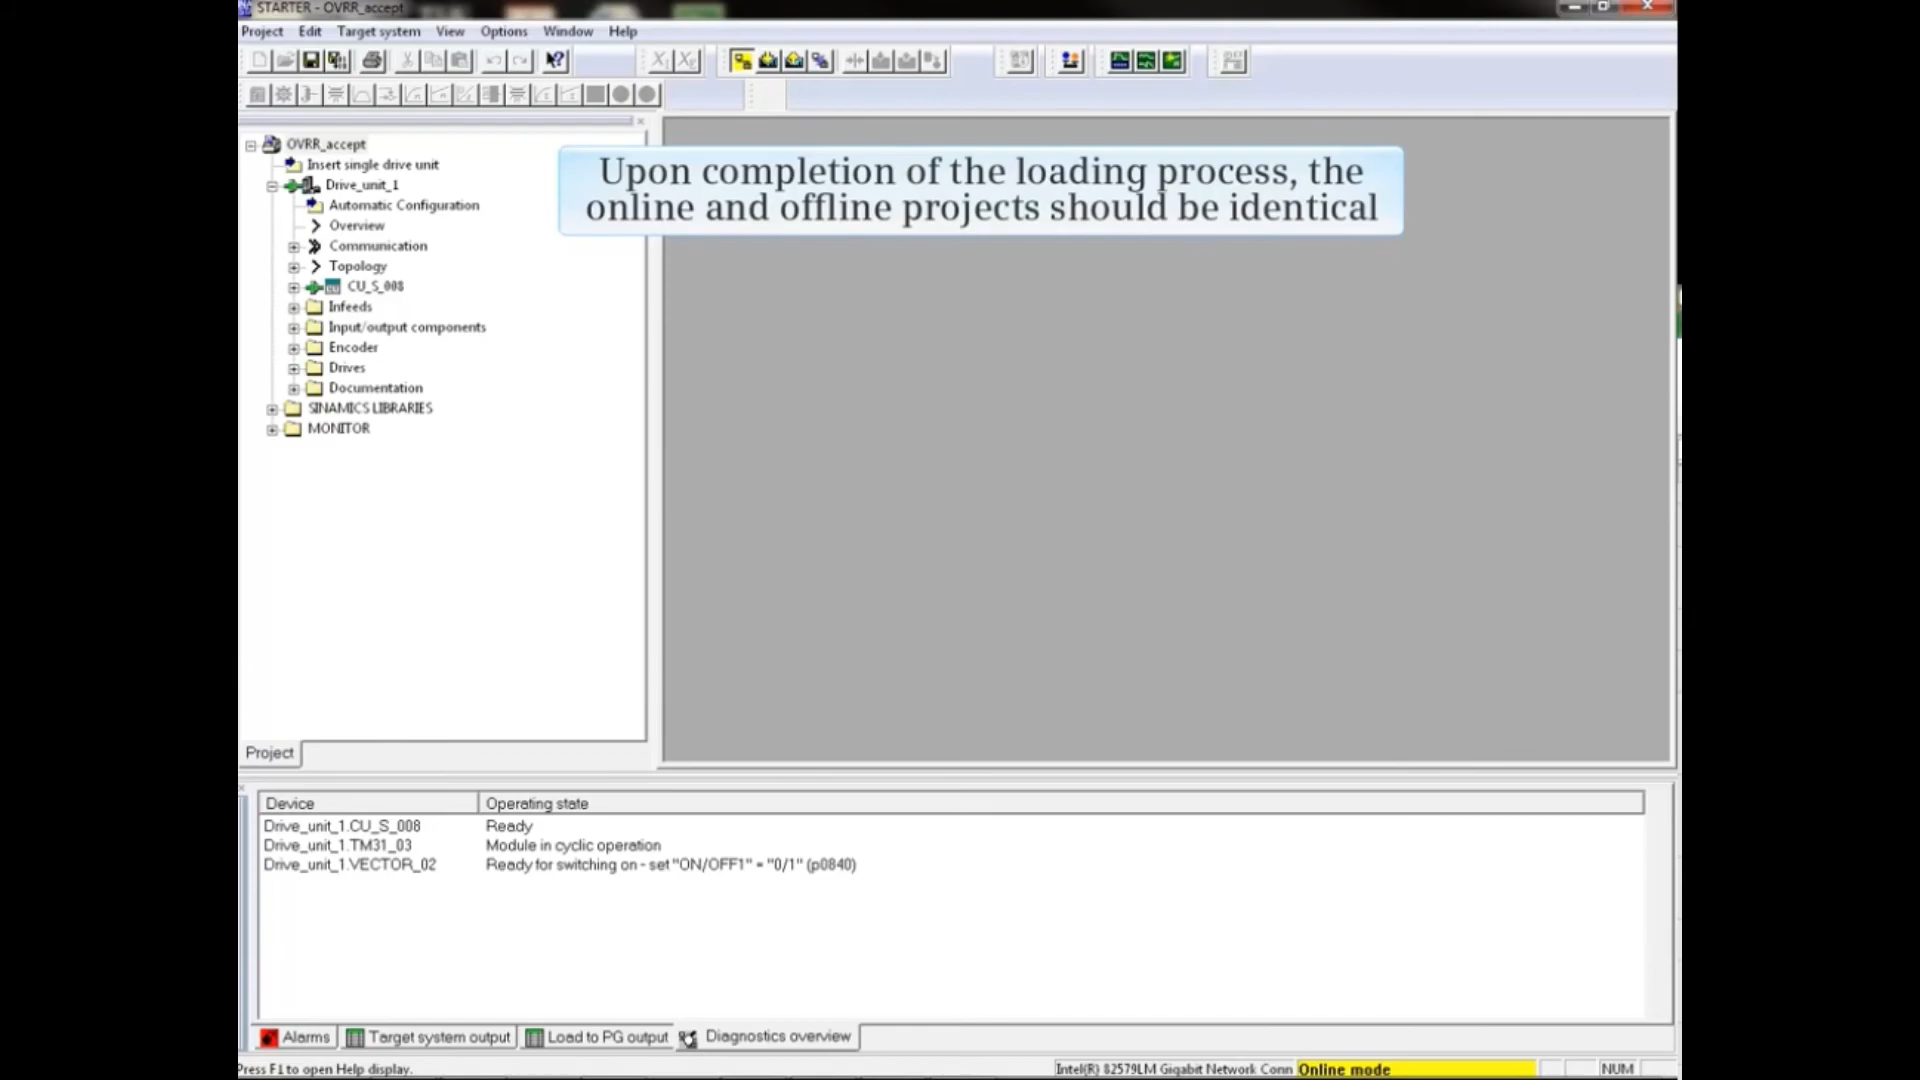 STARTER - OVRR_accept
Project Edit Target system View Options Window Help
OVRR_accept
Insert single drive unit
Drive_unit_1
Automatic Configuration
Overview
Communication
Topology
CU_S_008
Infeeds
Input/output components
Encoder
Drives
Documentation
SINAMICS LIBRARIES
MONITOR
Upon completion of the loading process, the
online and offline projects should be identical
Project
Device Operating state
Drive_unit_1.CU_S_008 Ready
Drive_unit_1.TM31_03 Module in cyclic operation
Drive_unit_1.VECTOR_02 Ready for switching on - set "ON/OFF1" = "0/1" (p0840)
Alarms Target system output Load to PG output Diagnostics overview
Press F1 to open Help display. Intel(R) 82579LM Gigabit Network Conn Online mode NUM